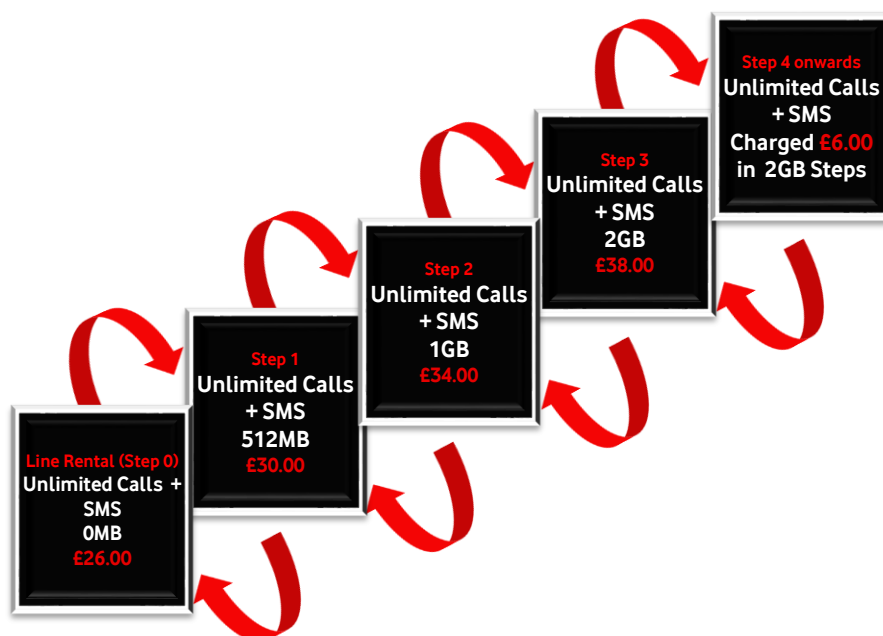 Line Rental (Step 0)
Unlimited Calls +
SMS
0MB
£26.00
Step 1
Unlimited Calls
+ SMS
512MB
£30.00
Step 2
Unlimited Calls
+ SMS
1GB
£34.00
Step 3
Unlimited Calls
+ SMS
2GB
£38.00
Step 4 onwards
Unlimited Calls
+ SMS
Charged £6.00
in 2GB Steps